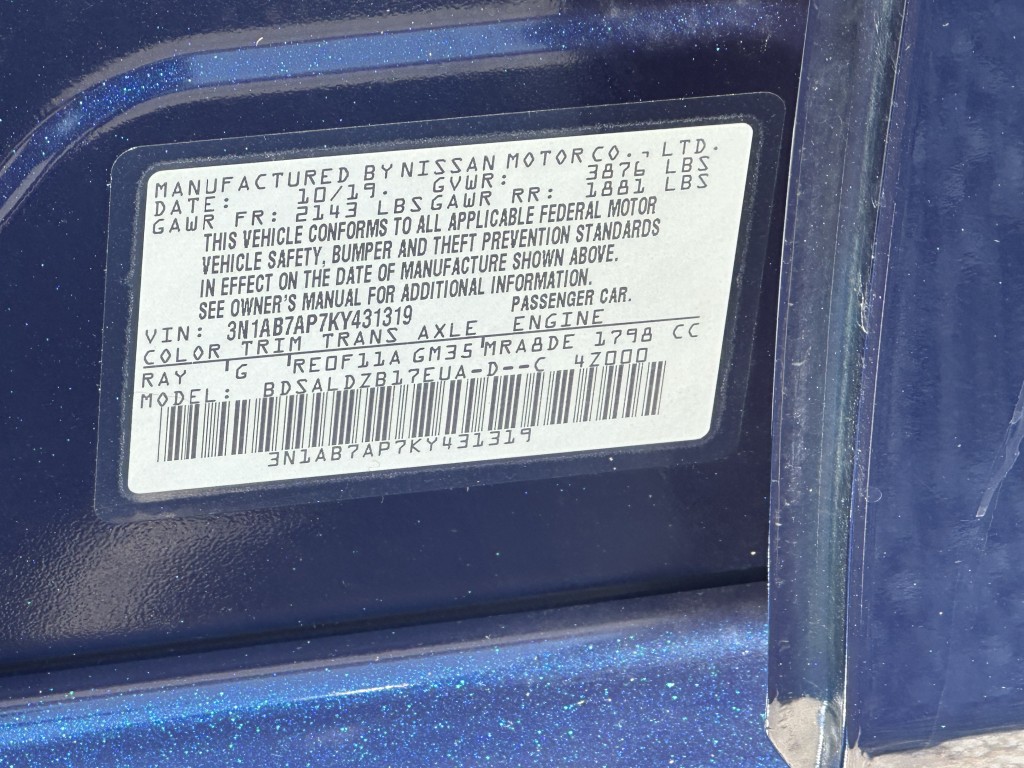 MANUFACTURED BY NISSAN MOTOR CO., LTD.
DATE: 10/19. GVWR: 3876 LBS
GAWR FR: 2143 LBS GAWR RR: 1881 LBS
THIS VEHICLE CONFORMS TO ALL APPLICABLE FEDERAL MOTOR
VEHICLE SAFETY, BUMPER AND THEFT PREVENTION STANDARDS
IN EFFECT ON THE DATE OF MANUFACTURE SHOWN ABOVE.
SEE OWNER'S MANUAL FOR ADDITIONAL INFORMATION.
VIN: 3N1AB7AP7KY431319 PASSENGER CAR.
COLOR TRIM TRANS AXLE ENGINE
RAY G RE0F11A GM35 MRA8DE 1798 CC
MODEL: BDSALDZB17EUA-D--C 4Z000
3N1AB7AP7KY431319